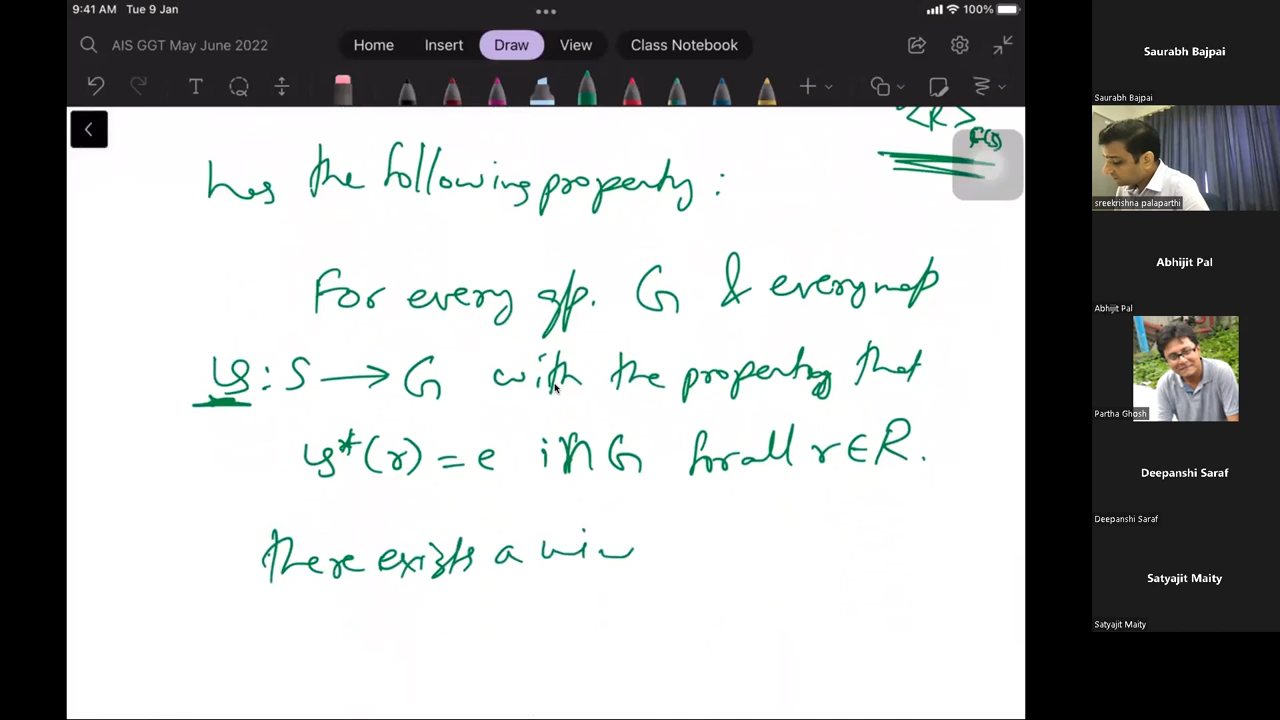 9:41 AM Tue 9 Jan
100%
AIS GGT May June 2022
Home Insert Draw View Class Notebook
<R>
F(S)
has the following property:
For every gp. G & every map
φ: S → G with the property that
φ*(r) = e in G for all r ∈ R.
there exists a
Saurabh Bajpai
Saurabh Bajpai
sreekrishna palaparthi
Abhijit Pal
Abhijit Pal
Partha Ghosh
Deepanshi Saraf
Deepanshi Saraf
Satyajit Maity
Satyajit Maity